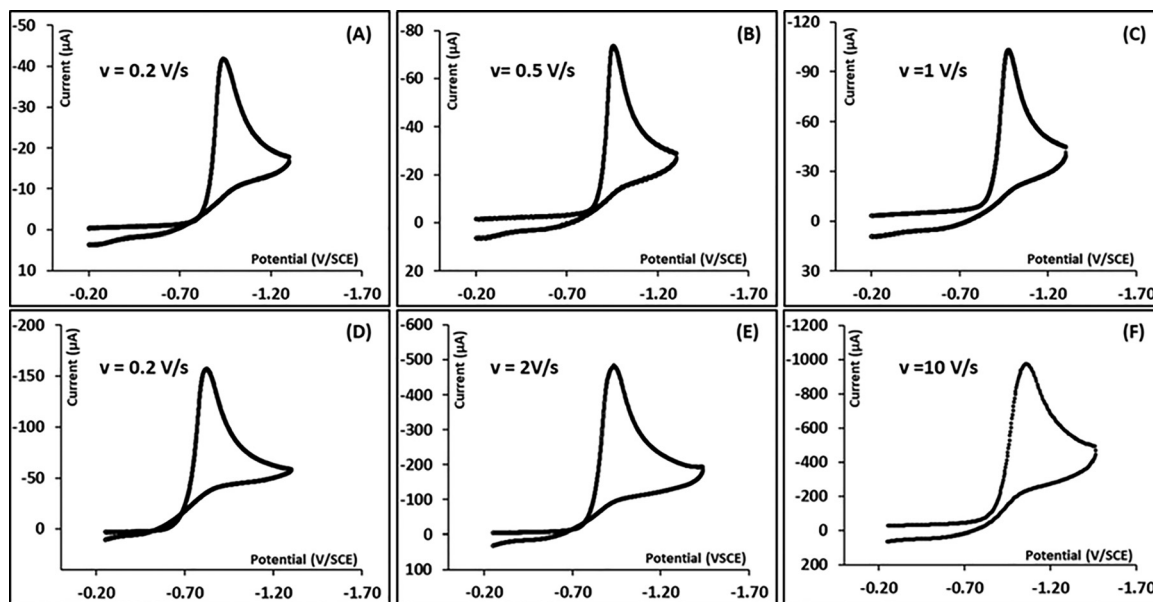 (A)
v = 0.2 V/s
Current (µA)
-50
-40
-30
-20
-10
0
10
Potential (V/SCE)
-0.20 -0.70 -1.20 -1.70
(B)
v= 0.5 V/s
Current (µA)
-80
-60
-40
-20
0
20
Potential (V/SCE)
-0.20 -0.70 -1.20 -1.70
(C)
v =1 V/s
Current (µA)
-120
-90
-60
-30
0
30
Potential (V/SCE)
-0.20 -0.70 -1.20 -1.70
(D)
v = 0.2 V/s
Current (µA)
-200
-150
-100
-50
0
Potential (V/SCE)
-0.20 -0.70 -1.20 -1.70
(E)
v = 2V/s
Current (µA)
-600
-500
-400
-300
-200
-100
0
100
Potential (VSCE)
-0.20 -0.70 -1.20 -1.70
(F)
v =10 V/s
Current (µA)
-1200
-1000
-800
-600
-400
-200
0
200
Potential (V/SCE)
-0.20 -0.70 -1.20 -1.70